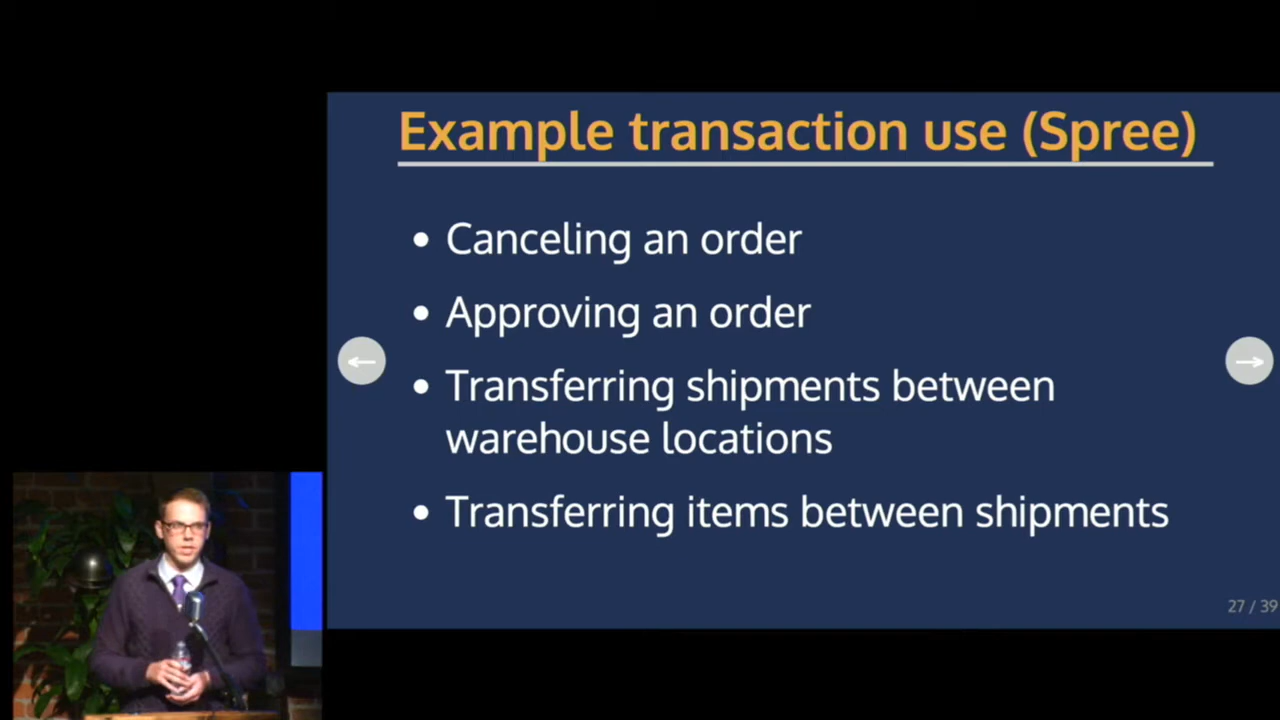 Example transaction use (Spree)
• Canceling an order
• Approving an order
• Transferring shipments between
warehouse locations
• Transferring items between shipments
27 / 39